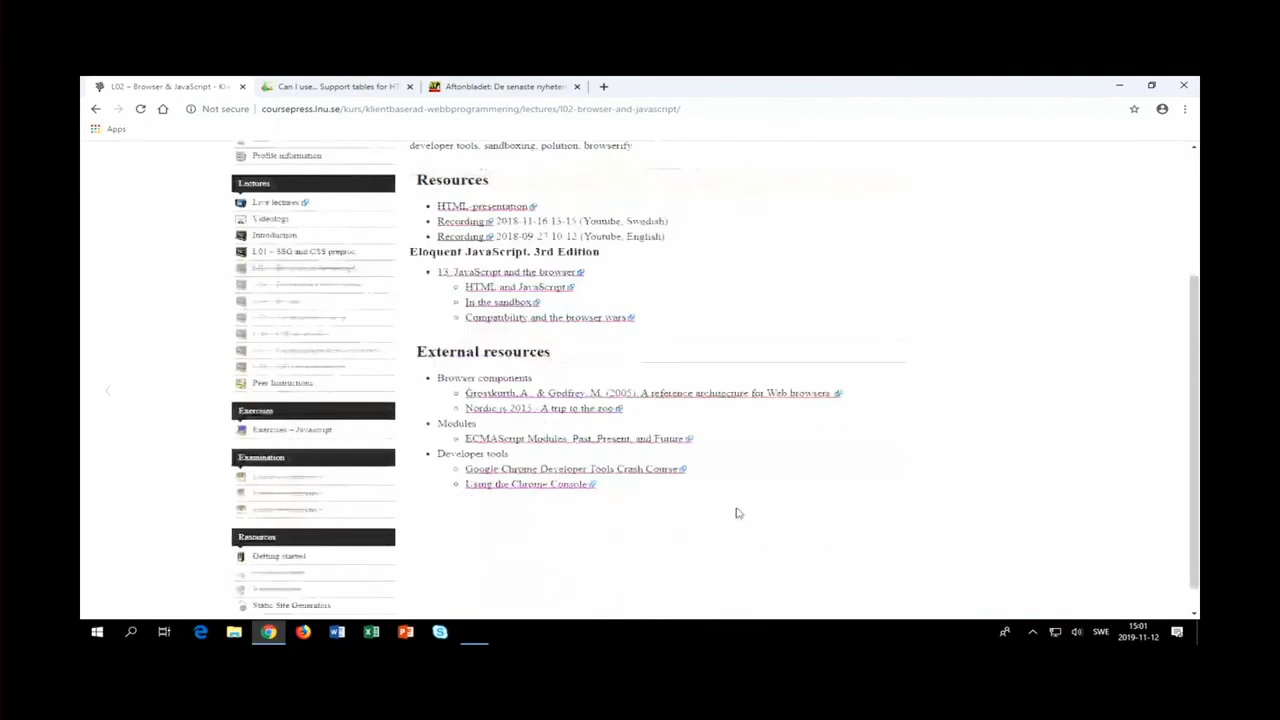 L02 – Browser & JavaScript - Kli
Can I use... Support tables for HT
Aftonbladet: De senaste nyheter
Not secure
coursepress.lnu.se/kurs/klientbaserad-webbprogrammering/lectures/l02-browser-and-javascript/
Apps
developer tools, sandboxing, polution, browserify
Profile information
Resources
Lectures
Live lectures
HTML-presentation
Videologs
Recording 2018-11-16 13-15 (Youtube, Swedish)
Introduction
Recording 2018-09-27 10-12 (Youtube, English)
L01 –
and CSS
Eloquent JavaScript. 3rd Edition
13. JavaScript and the browser
HTML and JavaScript
In the sandbox
Compatibility and the browser wars
External resources
Browser components
Peer Instructions
Grosskurth, A., & Godfrey, M. (2005). A reference architecture for Web browsers
Exercises
Nordic.js 2015 - A trip to the zoo
Modules
Exercises – Javascript
ECMAScript Modules, Past, Present, and Future
Examination
Developer tools
Google Chrome Developer Tools Crash Course
Using the Chrome Console
Resources
Getting started
Static Site Generators
SWE
15:01
2019-11-12